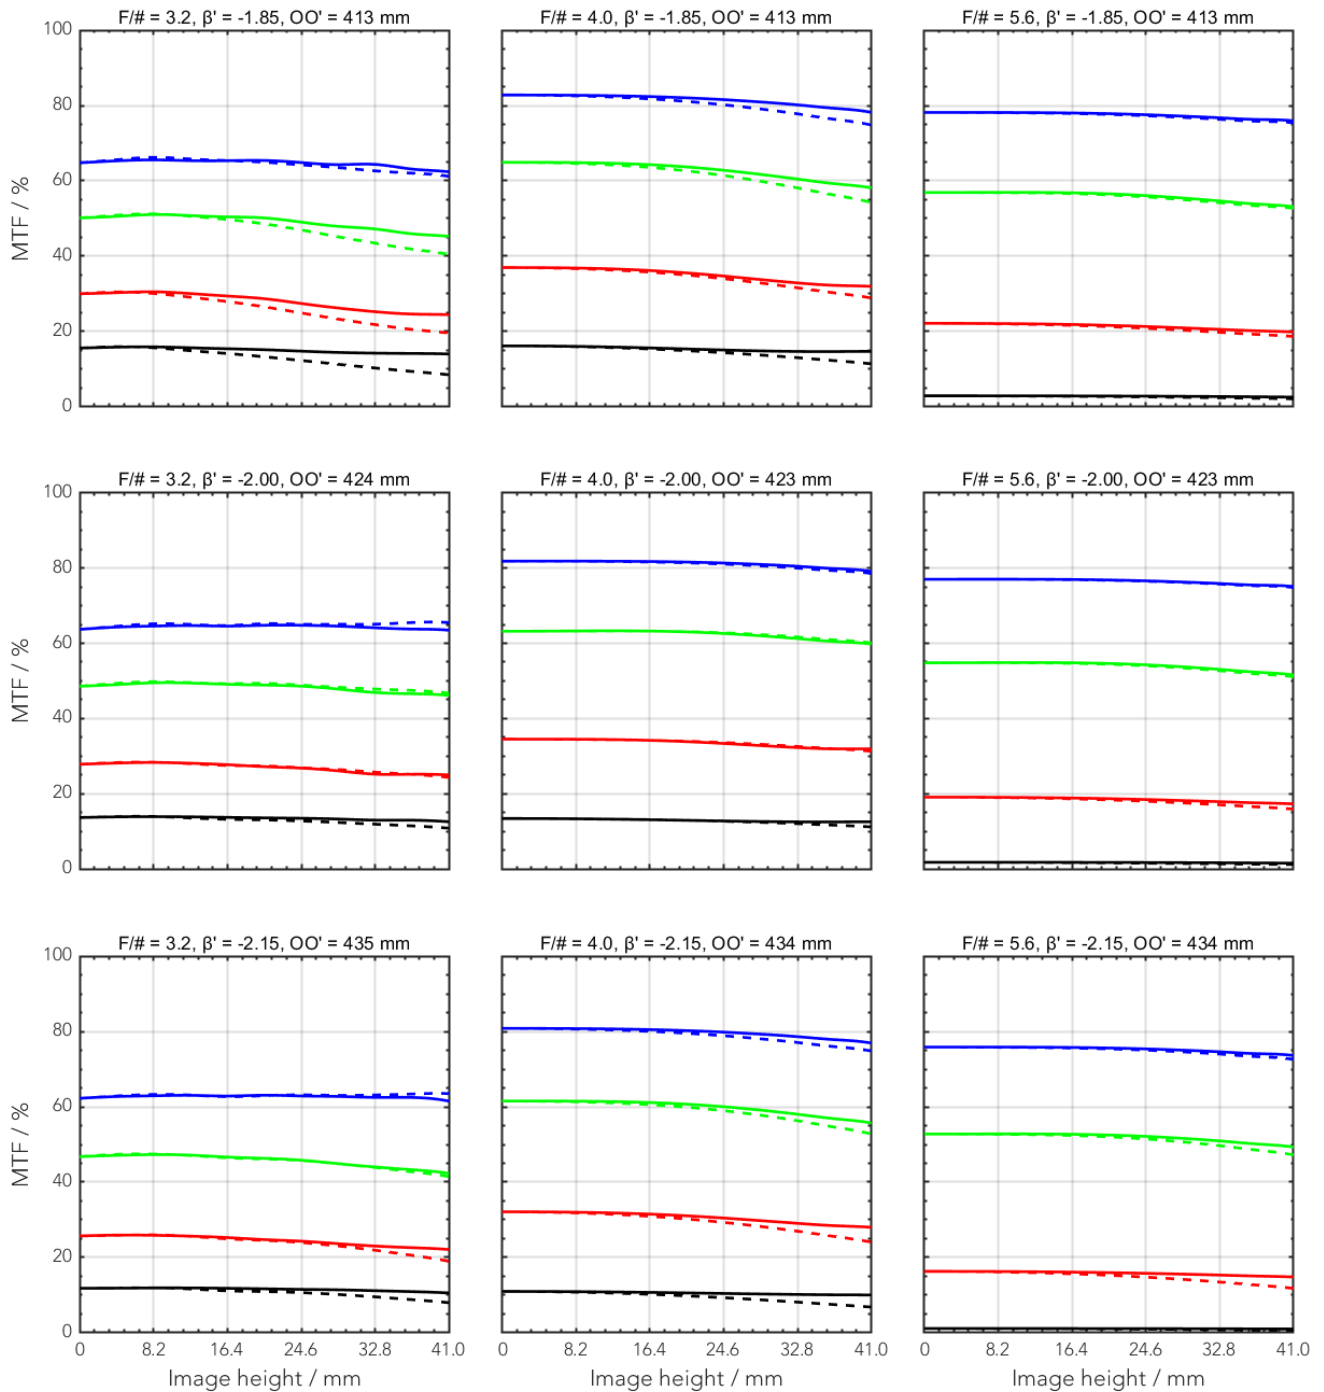 F/# = 3.2, β' = -1.85, OO' = 413 mm
F/# = 4.0, β' = -1.85, OO' = 413 mm
F/# = 5.6, β' = -1.85, OO' = 413 mm
100
80
60
40
20
0
MTF / %
F/# = 3.2, β' = -2.00, OO' = 424 mm
F/# = 4.0, β' = -2.00, OO' = 423 mm
F/# = 5.6, β' = -2.00, OO' = 423 mm
100
80
60
40
20
0
MTF / %
F/# = 3.2, β' = -2.15, OO' = 435 mm
F/# = 4.0, β' = -2.15, OO' = 434 mm
F/# = 5.6, β' = -2.15, OO' = 434 mm
100
80
60
40
20
0
MTF / %
0 8.2 16.4 24.6 32.8 41.0
0 8.2 16.4 24.6 32.8 41.0
0 8.2 16.4 24.6 32.8 41.0
Image height / mm
Image height / mm
Image height / mm